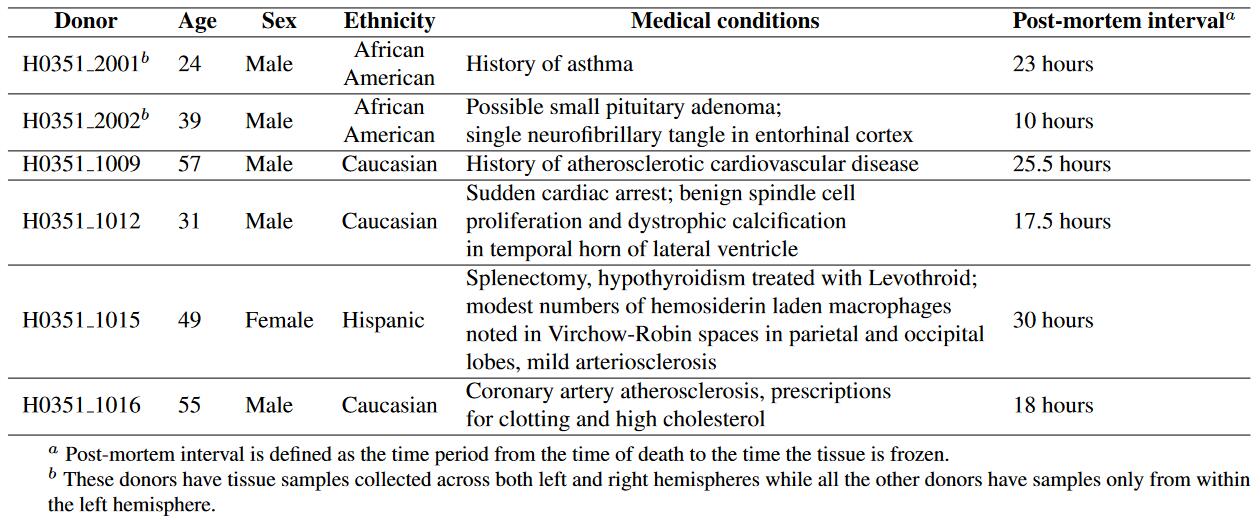 Donor Age Sex Ethnicity Medical conditions Post-mortem interval^a
H0351_2001^b 24 Male African American History of asthma 23 hours
H0351_2002^b 39 Male African American Possible small pituitary adenoma;
single neurofibrillary tangle in entorhinal cortex 10 hours
H0351_1009 57 Male Caucasian History of atherosclerotic cardiovascular disease 25.5 hours
H0351_1012 31 Male Caucasian Sudden cardiac arrest; benign spindle cell
proliferation and dystrophic calcification
in temporal horn of lateral ventricle 17.5 hours
H0351_1015 49 Female Hispanic Splenectomy, hypothyroidism treated with Levothroid;
modest numbers of hemosiderin laden macrophages
noted in Virchow-Robin spaces in parietal and occipital
lobes, mild arteriosclerosis 30 hours
H0351_1016 55 Male Caucasian Coronary artery atherosclerosis, prescriptions
for clotting and high cholesterol 18 hours
^a Post-mortem interval is defined as the time period from the time of death to the time the tissue is frozen.
^b These donors have tissue samples collected across both left and right hemispheres while all the other donors have samples only from within
the left hemisphere.